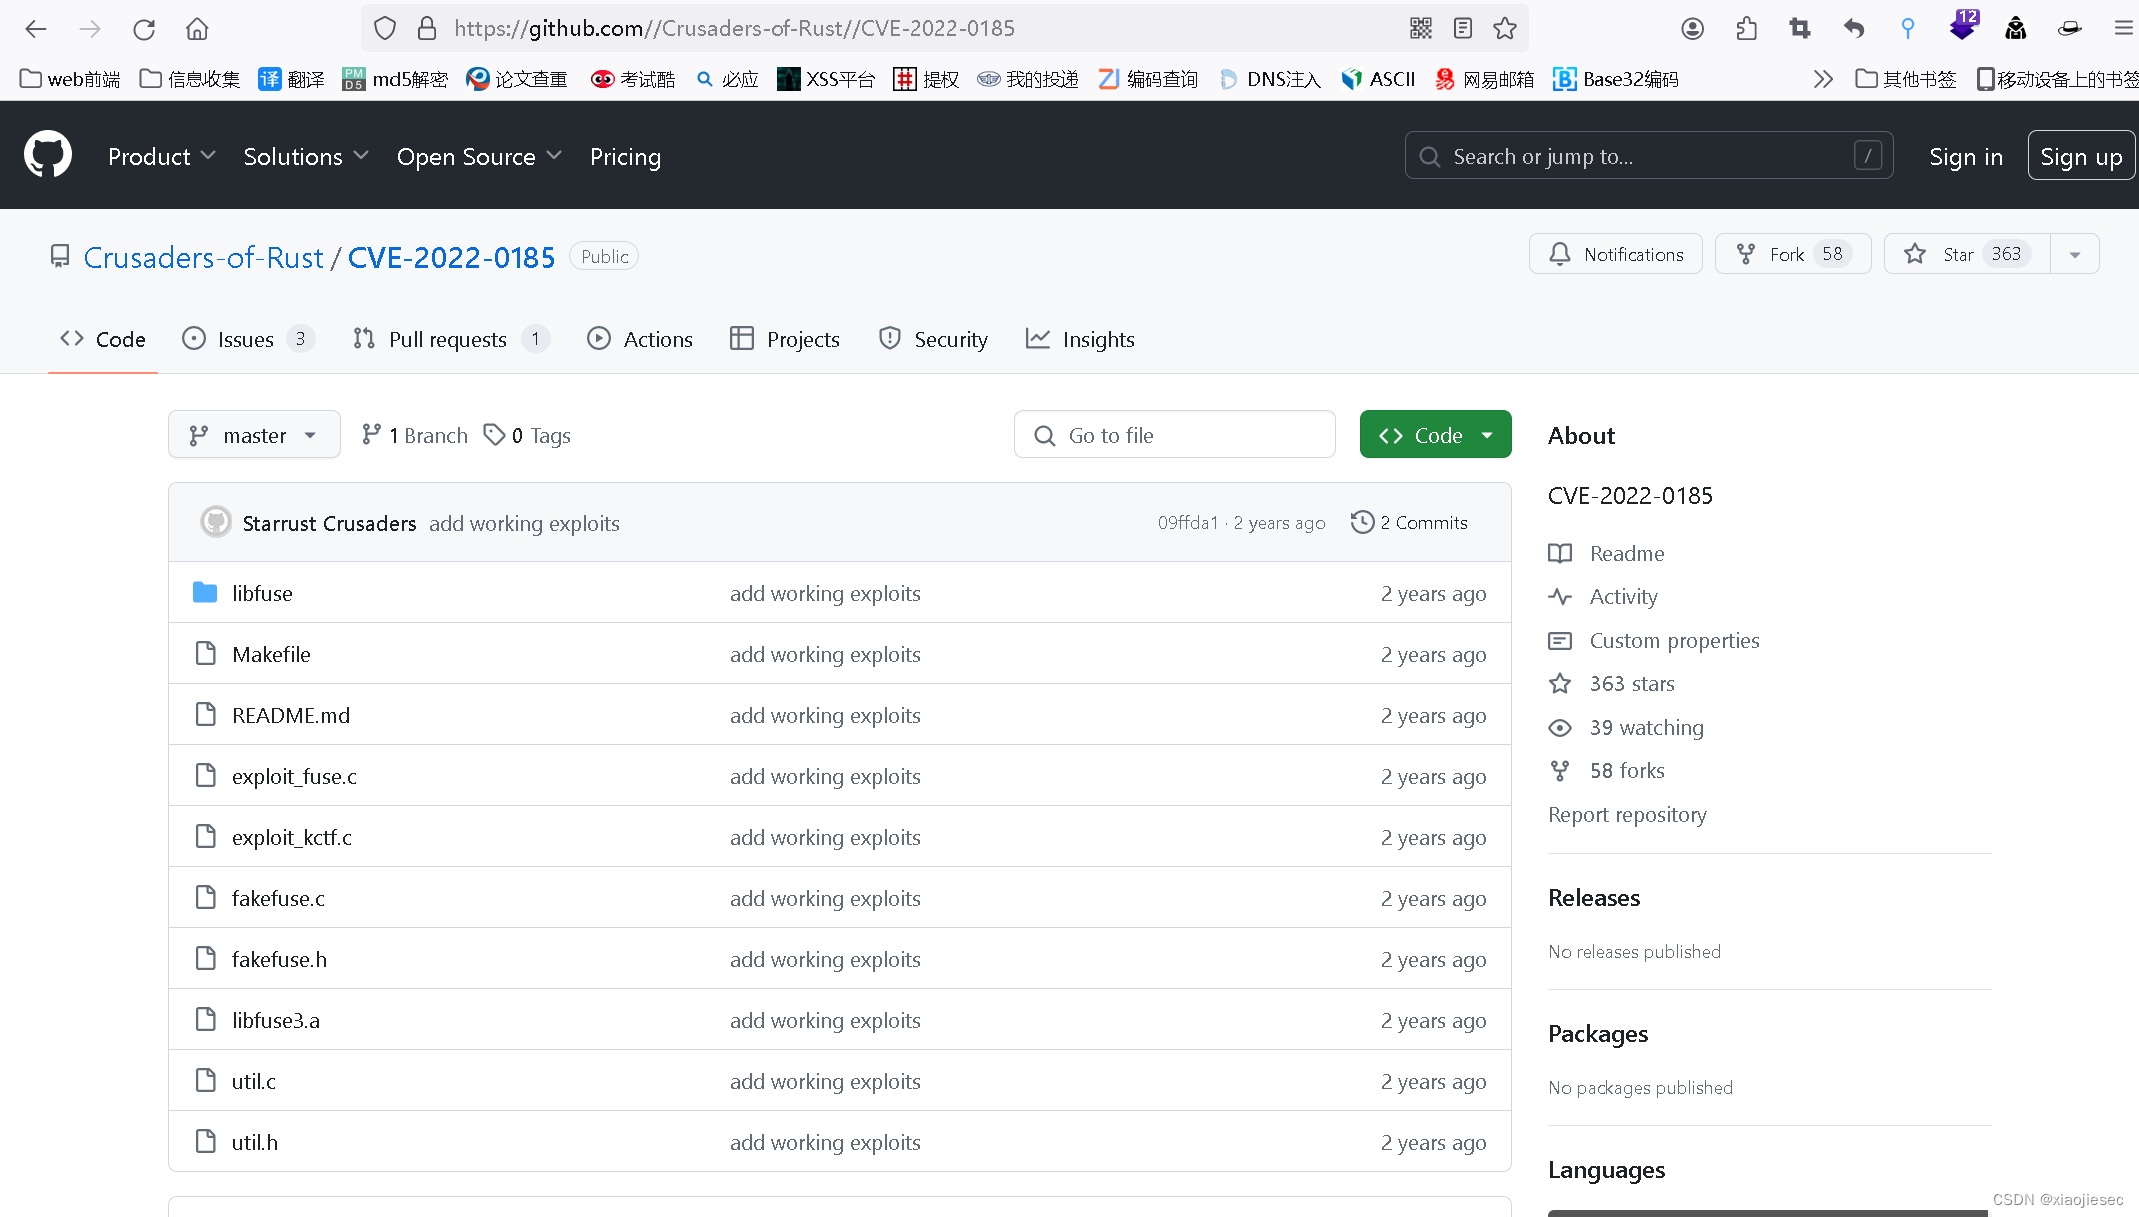 https://github.com//Crusaders-of-Rust//CVE-2022-0185
12
web前端 信息收集 译 翻译 PM D5 md5解密 论文查重 考试酷 必应 XSS平台 提权 我的投递 编码查询 DNS注入 ASCII 网易邮箱 Base32编码 其他书签 移动设备上的书签
Product Solutions Open Source Pricing Search or jump to... / Sign in Sign up
Crusaders-of-Rust / CVE-2022-0185 Public Notifications Fork 58 Star 363
Code Issues 3 Pull requests 1 Actions Projects Security Insights
master 1 Branch 0 Tags Go to file Code
Starrust Crusaders add working exploits 09ffda1 · 2 years ago 2 Commits
libfuse add working exploits 2 years ago
Makefile add working exploits 2 years ago
README.md add working exploits 2 years ago
exploit_fuse.c add working exploits 2 years ago
exploit_kctf.c add working exploits 2 years ago
fakefuse.c add working exploits 2 years ago
fakefuse.h add working exploits 2 years ago
libfuse3.a add working exploits 2 years ago
util.c add working exploits 2 years ago
util.h add working exploits 2 years ago
About
CVE-2022-0185
Readme
Activity
Custom properties
363 stars
39 watching
58 forks
Report repository
Releases
No releases published
Packages
No packages published
Languages
CSDN @xiaojiesec